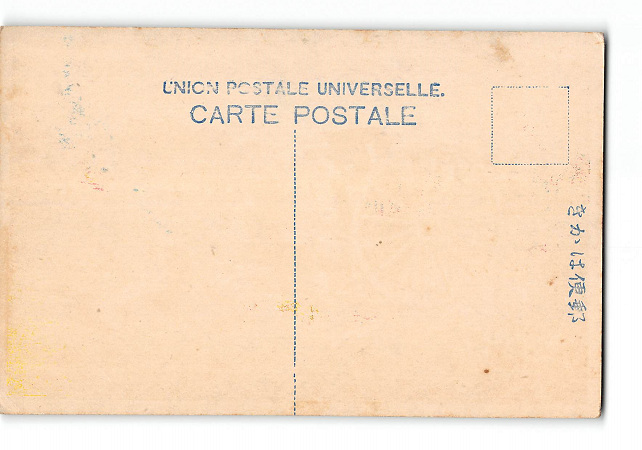 UNION POSTALE UNIVERSELLE.
CARTE POSTALE
きかは便郵